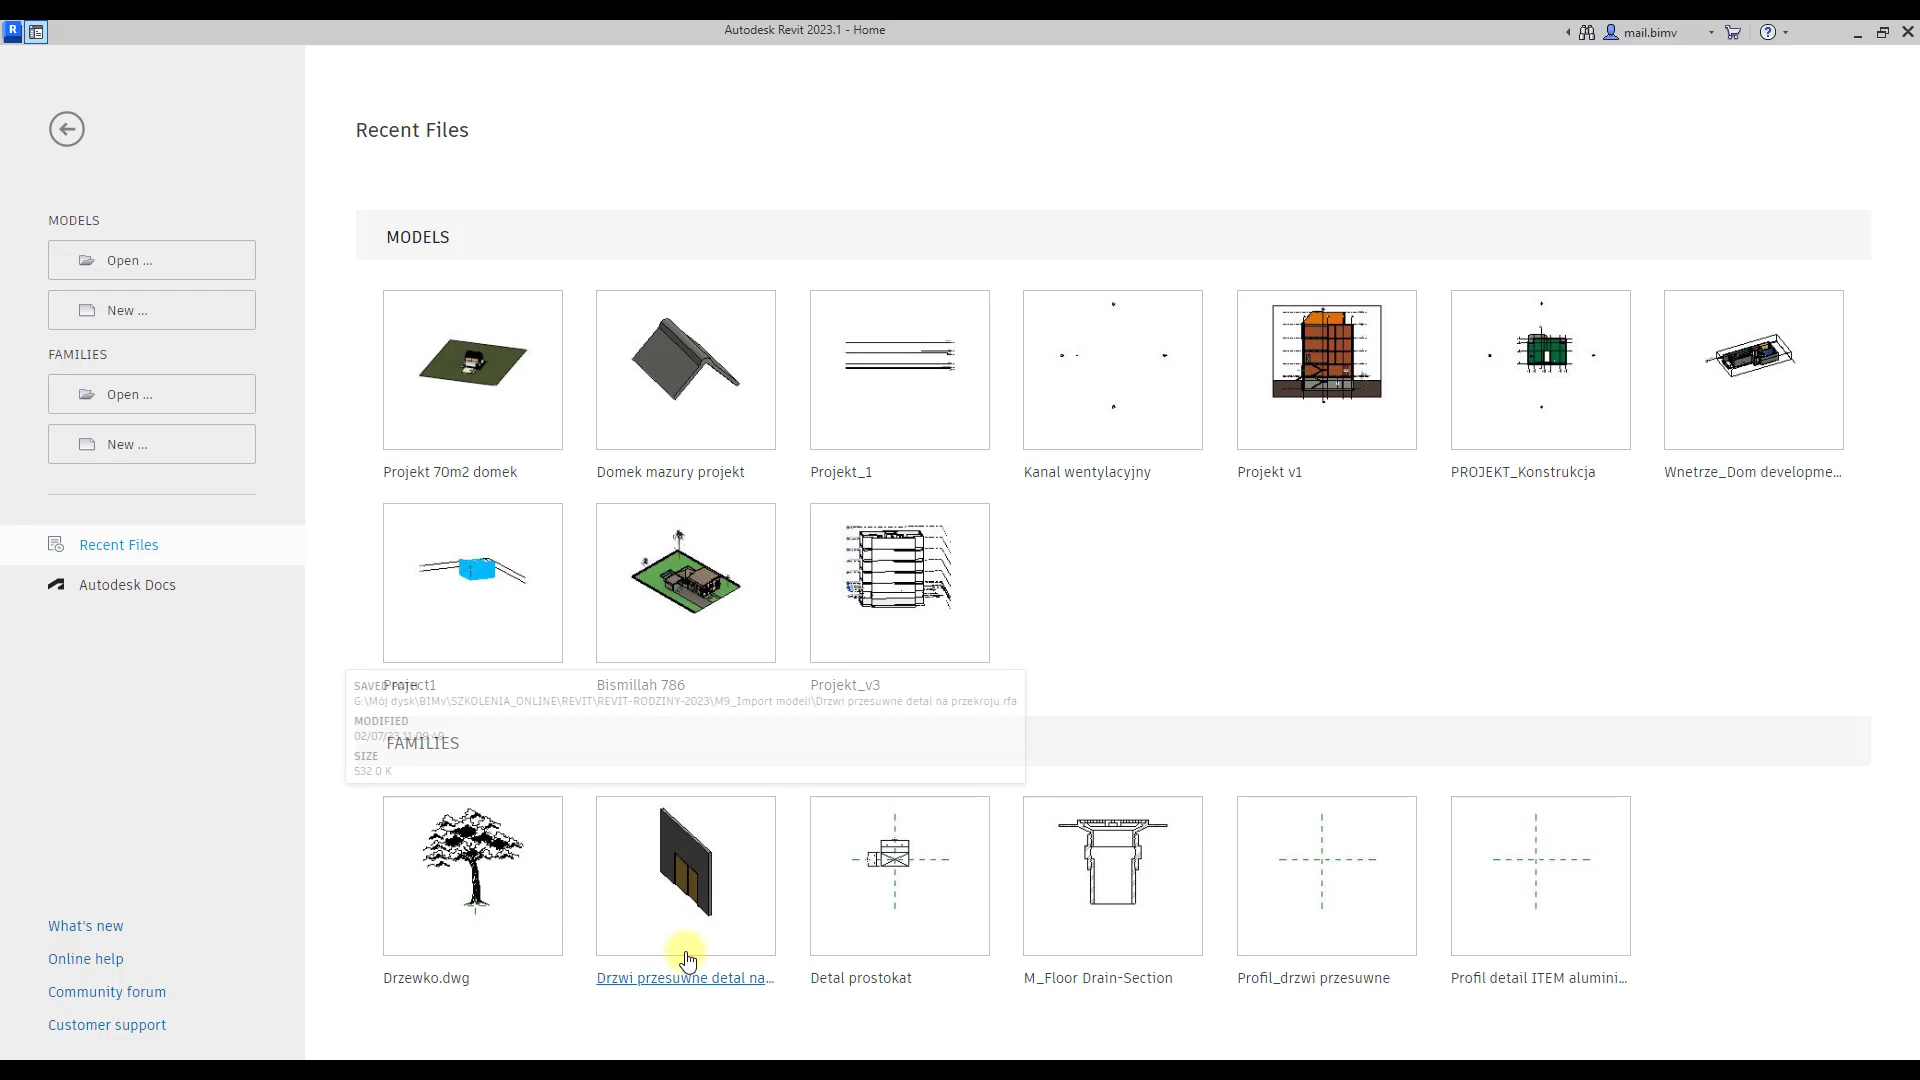 Autodesk Revit 2023.1 - Home
mail.bimv
Recent Files
MODELS
Open ...
New ...
FAMILIES
Open ...
New ...
Recent Files
Autodesk Docs
What's new
Online help
Community forum
Customer support
MODELS
Projekt 70m2 domek
Domek mazury projekt
Projekt_1
Kanal wentylacyjny
Projekt v1
PROJEKT_Konstrukcja
Wnetrze_Dom developme...
Project1
Bismillah 786
Projekt_v3
SAVED
G:\Mój dysk\BIMv\SZKOLENIA_ONLINE\REVIT\REVIT-RODZINY-2023\M9_Import modeli\Drzwi przesuwne detal na przekroju.rfa
MODIFIED
02/07/23
SIZE
532.0 K
FAMILIES
Drzewko.dwg
Drzwi przesuwne detal na...
Detal prostokat
M_Floor Drain-Section
Profil_drzwi przesuwne
Profil detail ITEM alumini...